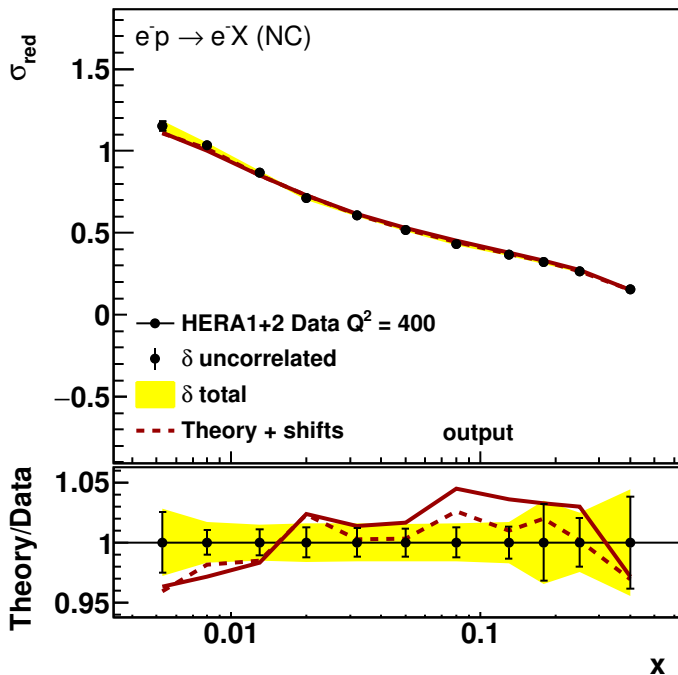 σred
e⁻p → e⁻X (NC)
1.5
1
0.5
0
−0.5
HERA1+2 Data Q² = 400
δ uncorrelated
δ total
Theory + shifts
output
Theory/Data
1.05
1
0.95
0.01
0.1
x